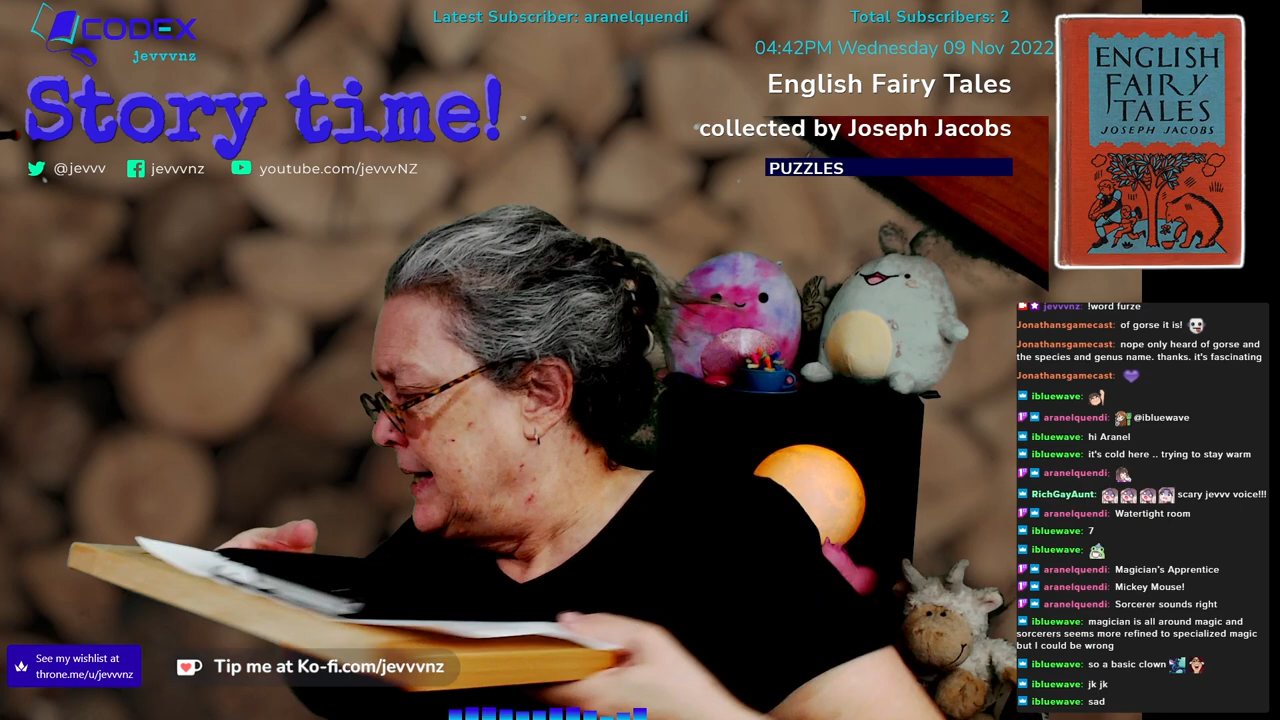 CODEX
jevvvnz
Story time!
@jevvv
jevvvnz
youtube.com/jevvvNZ
Latest Subscriber: aranelquendi
Total Subscribers: 2
04:42PM Wednesday 09 Nov 2022
English Fairy Tales
collected by Joseph Jacobs
PUZZLES
ENGLISH
FAIRY
TALES
JOSEPH JACOBS
jevvvnz: !word furze
Jonathansgamecast: of gorse it is!
Jonathansgamecast: nope only heard of gorse and
the species and genus name. thanks. it's fascinating
Jonathansgamecast:
ibluewave:
aranelquendi: @ibluewave
ibluewave: hi Aranel
ibluewave: it's cold here .. trying to stay warm
aranelquendi:
RichGayAunt: scary jevvv voice!!!
aranelquendi: Watertight room
ibluewave: 7
ibluewave:
aranelquendi: Magician's Apprentice
aranelquendi: Mickey Mouse!
aranelquendi: Sorcerer sounds right
ibluewave: magician is all around magic and
sorcerers seems more refined to specialized magic
but I could be wrong
ibluewave: so a basic clown
ibluewave: jk jk
ibluewave: sad
See my wishlist at
throne.me/u/jevvvnz
Tip me at Ko-fi.com/jevvvnz